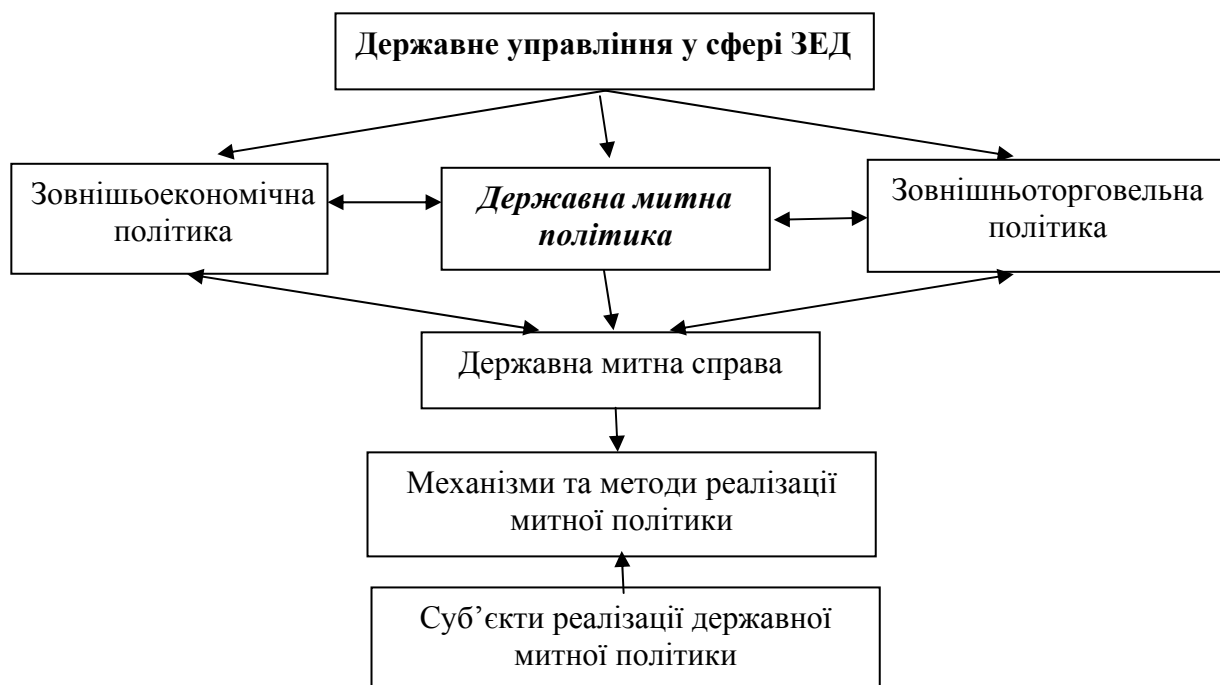 Державне управління у сфері ЗЕД
Зовнішьоекономічна
політика
Державна митна
політика
Зовнішньоторговельна
політика
Державна митна справа
Механізми та методи реалізації
митної політики
Суб’єкти реалізації державної
митної політики